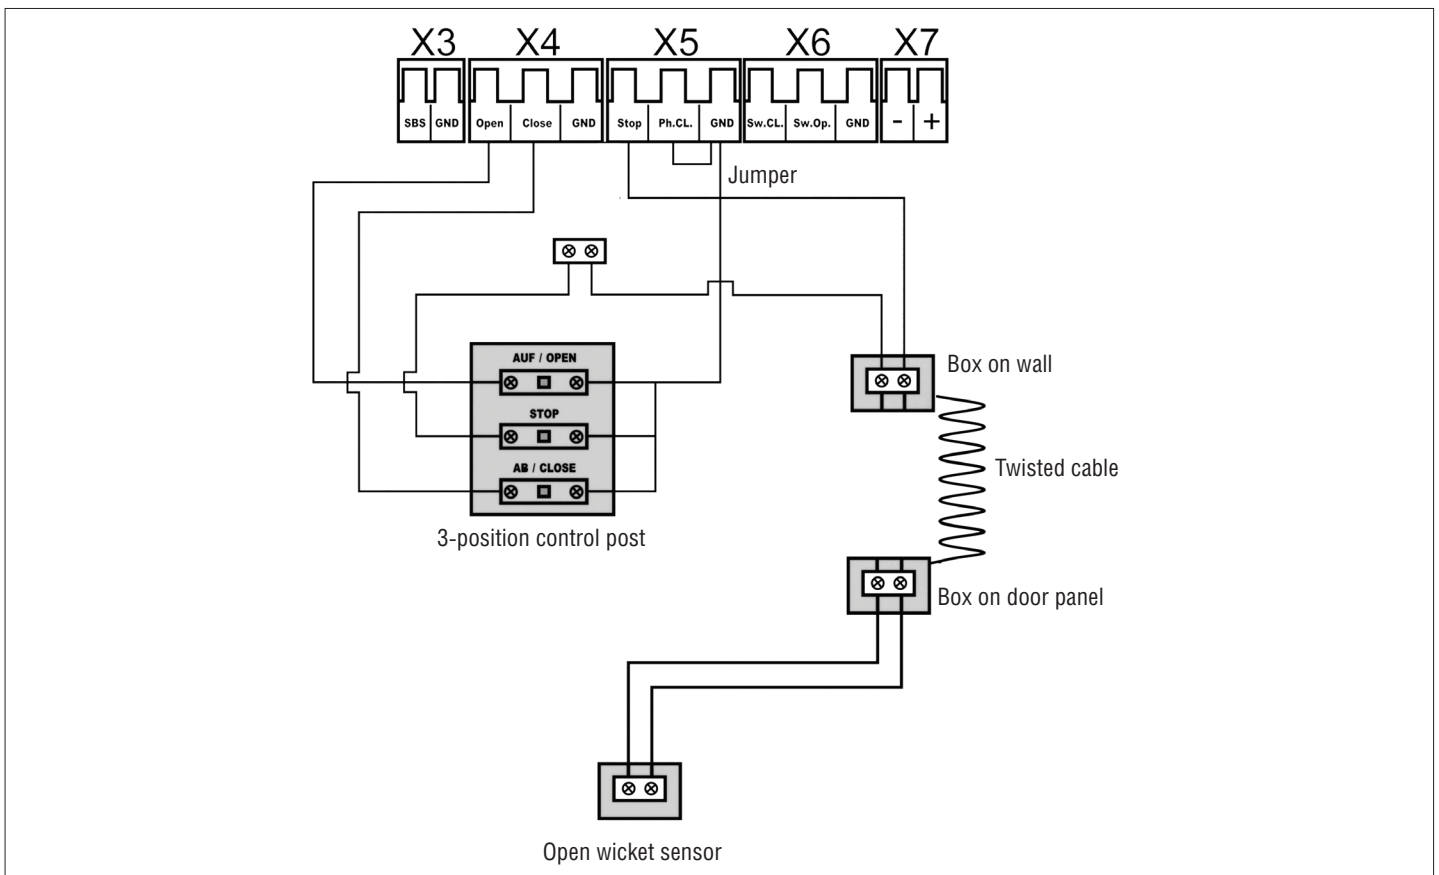 X3 X4 X5 X6 X7
SBS GND Open Close GND Stop Ph.CL. GND Sw.CL. Sw.Op. GND - +
Jumper
AUF / OPEN
STOP
AB / CLOSE
3-position control post
Box on wall
Twisted cable
Box on door panel
Open wicket sensor